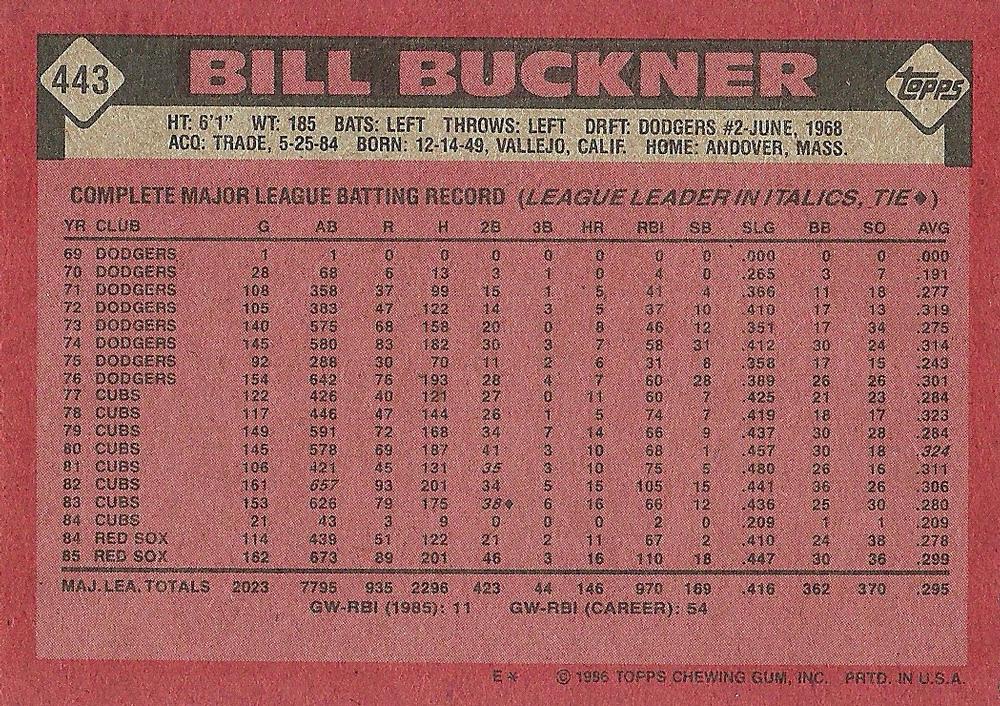 443 BILL BUCKNER topps
HT: 6'1" WT: 185 BATS: LEFT THROWS: LEFT DRFT: DODGERS #2-JUNE, 1968
ACQ: TRADE, 5-25-84 BORN: 12-14-49, VALLEJO, CALIF. HOME: ANDOVER, MASS.
COMPLETE MAJOR LEAGUE BATTING RECORD (LEAGUE LEADER IN ITALICS, TIE♦)
YR CLUB G AB R H 2B 3B HR RBI SB SLG BB SO AVG
69 DODGERS 1 1 0 0 0 0 0 0 0 .000 0 0 .000
70 DODGERS 28 68 6 13 3 1 0 4 0 .265 3 7 .191
71 DODGERS 108 358 37 99 15 1 5 41 4 .366 11 18 .277
72 DODGERS 105 383 47 122 14 3 5 37 10 .410 17 13 .319
73 DODGERS 140 575 68 158 20 0 8 46 12 .351 17 34 .275
74 DODGERS 145 580 83 182 30 3 7 58 31 .412 30 24 .314
75 DODGERS 92 288 30 70 11 2 6 31 8 .358 17 15 .243
76 DODGERS 154 642 76 193 28 4 7 60 28 .389 26 26 .301
77 CUBS 122 426 40 121 27 0 11 60 7 .425 21 23 .284
78 CUBS 117 446 47 144 26 1 5 74 7 .419 18 17 .323
79 CUBS 149 591 72 168 34 7 14 66 9 .437 30 28 .284
80 CUBS 145 578 69 187 41 3 10 68 1 .457 30 18 .324
81 CUBS 106 421 45 131 35 3 10 75 5 .480 26 16 .311
82 CUBS 161 657 93 201 34 5 15 105 15 .441 36 26 .306
83 CUBS 153 626 79 175 38♦ 6 16 66 12 .436 25 30 .280
84 CUBS 21 43 3 9 0 0 0 2 0 .209 1 1 .209
84 RED SOX 114 439 51 122 21 2 11 67 2 .410 24 38 .278
85 RED SOX 162 673 89 201 46 3 16 110 18 .447 30 36 .299
MAJ. LEA. TOTALS 2023 7795 935 2296 423 44 146 970 169 .416 362 370 .295
GW-RBI (1985): 11 GW-RBI (CAREER): 54
E* © 1986 TOPPS CHEWING GUM, INC. PRTD. IN U.S.A.